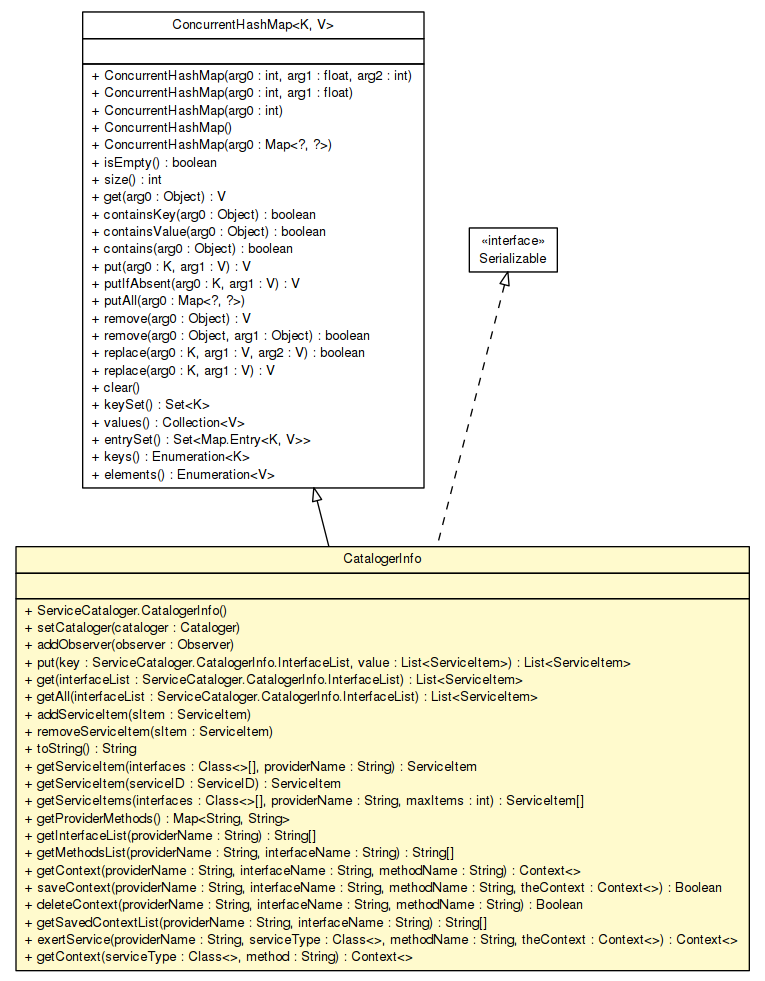 ConcurrentHashMap<K, V>
+ ConcurrentHashMap(arg0 : int, arg1 : float, arg2 : int)
+ ConcurrentHashMap(arg0 : int, arg1 : float)
+ ConcurrentHashMap(arg0 : int)
+ ConcurrentHashMap()
+ ConcurrentHashMap(arg0 : Map<?, ?>)
+ isEmpty() : boolean
+ size() : int
+ get(arg0 : Object) : V
+ containsKey(arg0 : Object) : boolean
+ containsValue(arg0 : Object) : boolean
+ contains(arg0 : Object) : boolean
+ put(arg0 : K, arg1 : V) : V
+ putIfAbsent(arg0 : K, arg1 : V) : V
+ putAll(arg0 : Map<?, ?>)
+ remove(arg0 : Object) : V
+ remove(arg0 : Object, arg1 : Object) : boolean
+ replace(arg0 : K, arg1 : V, arg2 : V) : boolean
+ replace(arg0 : K, arg1 : V) : V
+ clear()
+ keySet() : Set<K>
+ values() : Collection<V>
+ entrySet() : Set<Map.Entry<K, V>>
+ keys() : Enumeration<K>
+ elements() : Enumeration<V>
«interface»
Serializable
CatalogerInfo
+ ServiceCataloger.CatalogerInfo()
+ setCataloger(cataloger : Cataloger)
+ addObserver(observer : Observer)
+ put(key : ServiceCataloger.CatalogerInfo.InterfaceList, value : List<ServiceItem>) : List<ServiceItem>
+ get(interfaceList : ServiceCataloger.CatalogerInfo.InterfaceList) : List<ServiceItem>
+ getAll(interfaceList : ServiceCataloger.CatalogerInfo.InterfaceList) : List<ServiceItem>
+ addServiceItem(sItem : ServiceItem)
+ removeServiceItem(sItem : ServiceItem)
+ toString() : String
+ getServiceItem(interfaces : Class<>[], providerName : String) : ServiceItem
+ getServiceItem(serviceID : ServiceID) : ServiceItem
+ getServiceItems(interfaces : Class<>[], providerName : String, maxItems : int) : ServiceItem[]
+ getProviderMethods() : Map<String, String>
+ getInterfaceList(providerName : String) : String[]
+ getMethodsList(providerName : String, interfaceName : String) : String[]
+ getContext(providerName : String, interfaceName : String, methodName : String) : Context<>
+ saveContext(providerName : String, interfaceName : String, methodName : String, theContext : Context<>) : Boolean
+ deleteContext(providerName : String, interfaceName : String, methodName : String) : Boolean
+ getSavedContextList(providerName : String, interfaceName : String) : String[]
+ exertService(providerName : String, serviceType : Class<>, methodName : String, theContext : Context<>) : Context<>
+ getContext(serviceType : Class<>, method : String) : Context<>